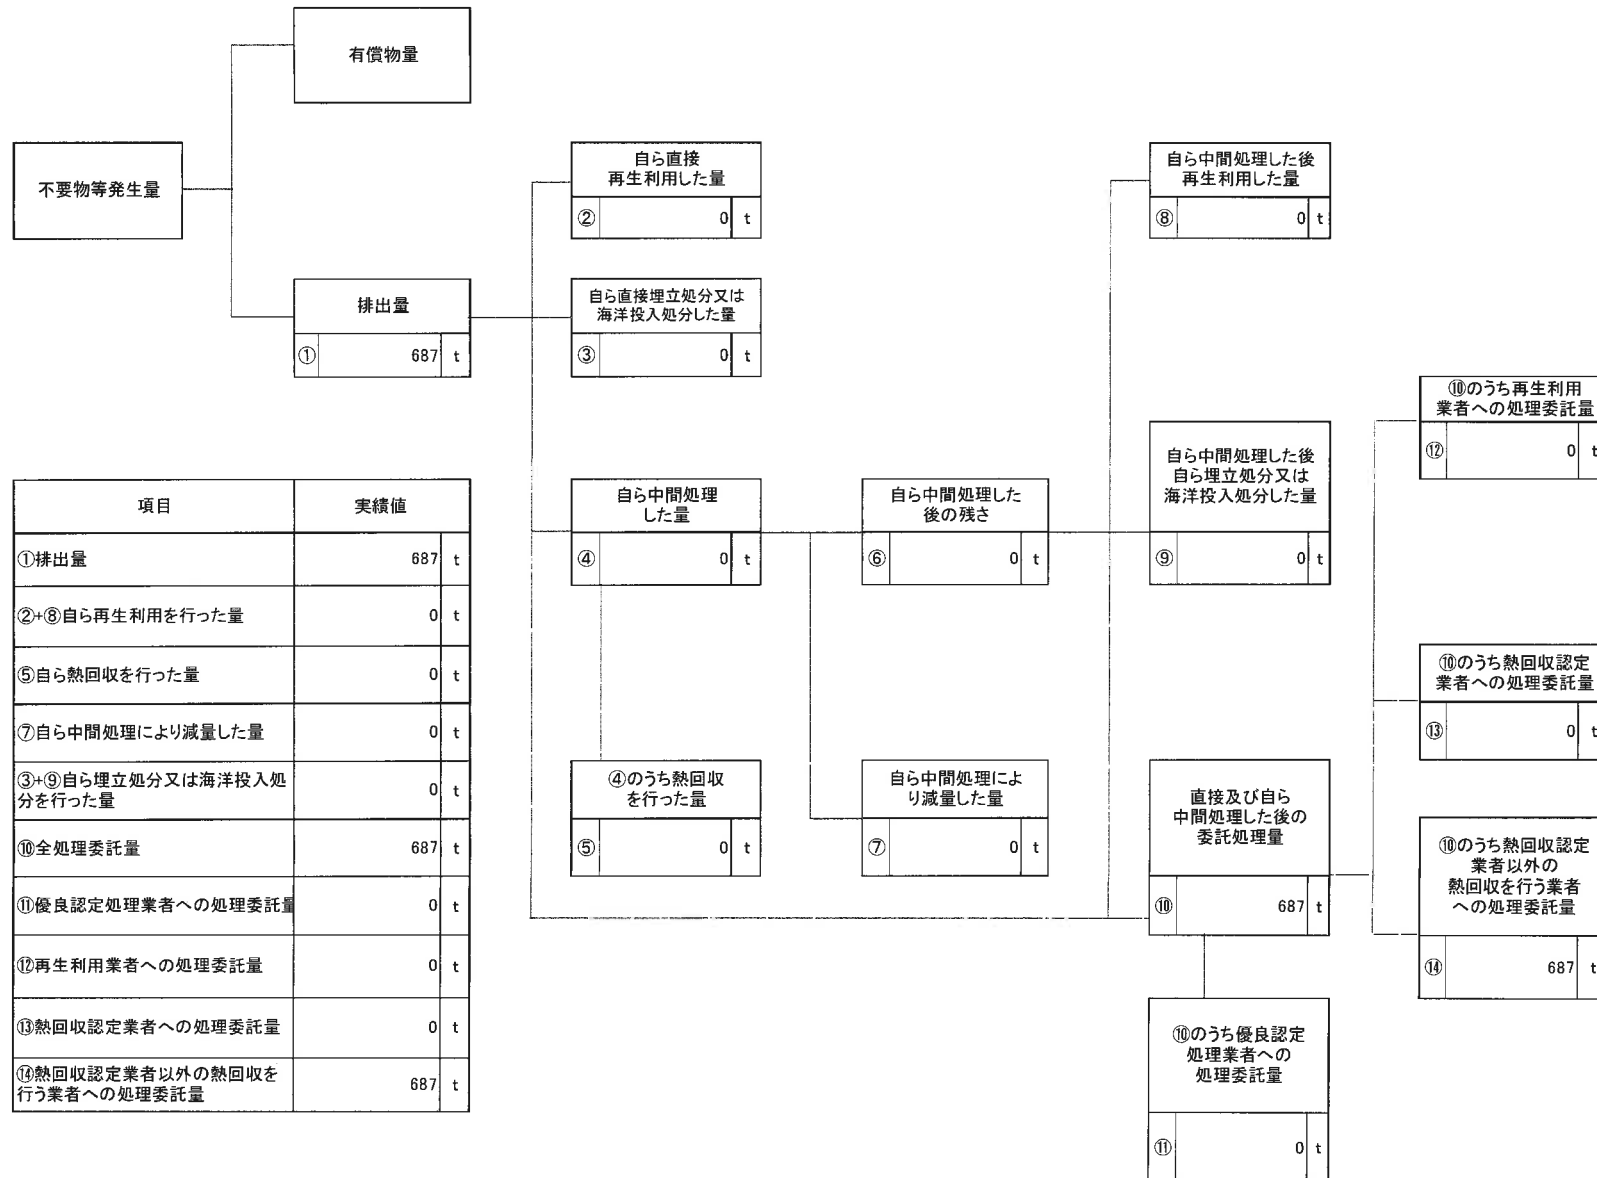 有償物量
不要物等発生量
排出量
① 687 t
自ら直接
再生利用した量
② 0 t
自ら直接埋立処分又は
海洋投入処分した量
③ 0 t
自ら中間処理
した量
④ 0 t
④のうち熱回収
を行った量
⑤ 0 t
自ら中間処理した
後の残さ
⑥ 0 t
自ら中間処理によ
り減量した量
⑦ 0 t
自ら中間処理した後
再生利用した量
⑧ 0 t
自ら中間処理した後
自ら埋立処分又は
海洋投入処分した量
⑨ 0 t
直接及び自ら
中間処理した後の
委託処理量
⑩ 687 t
⑩のうち優良認定
処理業者への
処理委託量
⑪ 0 t
⑩のうち再生利用
業者への処理委託量
⑫ 0 t
⑩のうち熱回収認定
業者への処理委託量
⑬ 0 t
⑩のうち熱回収認定
業者以外の
熱回収を行う業者
への処理委託量
⑭ 687 t
項目 実績値
①排出量 687 t
②+⑧自ら再生利用を行った量 0 t
⑤自ら熱回収を行った量 0 t
⑦自ら中間処理により減量した量 0 t
③+⑨自ら埋立処分又は海洋投入処
分を行った量 0 t
⑩全処理委託量 687 t
⑪優良認定処理業者への処理委託量 0 t
⑫再生利用業者への処理委託量 0 t
⑬熱回収認定業者への処理委託量 0 t
⑭熱回収認定業者以外の熱回収を
行う業者への処理委託量 687 t